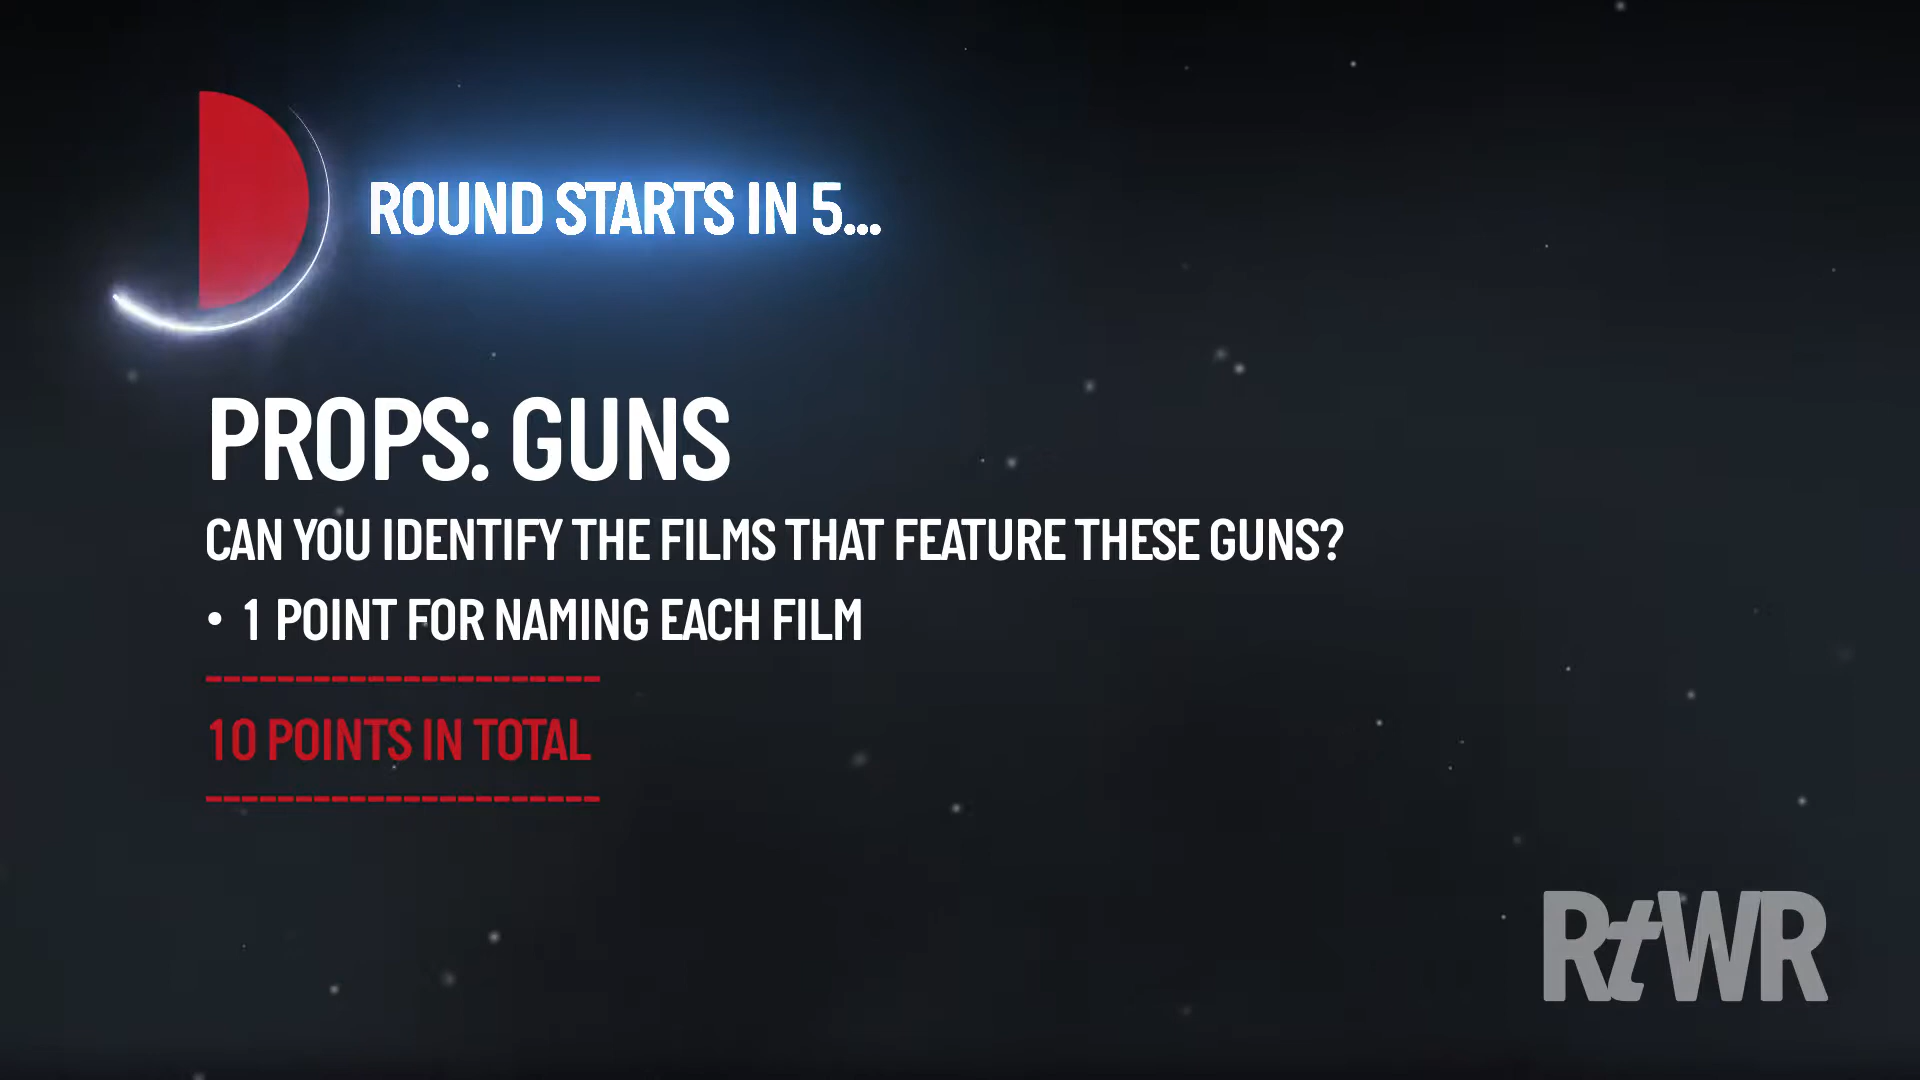 ROUND STARTS IN 5...
PROPS: GUNS
CAN YOU IDENTIFY THE FILMS THAT FEATURE THESE GUNS?
• 1 POINT FOR NAMING EACH FILM
----------------------
10 POINTS IN TOTAL
----------------------
RtWR